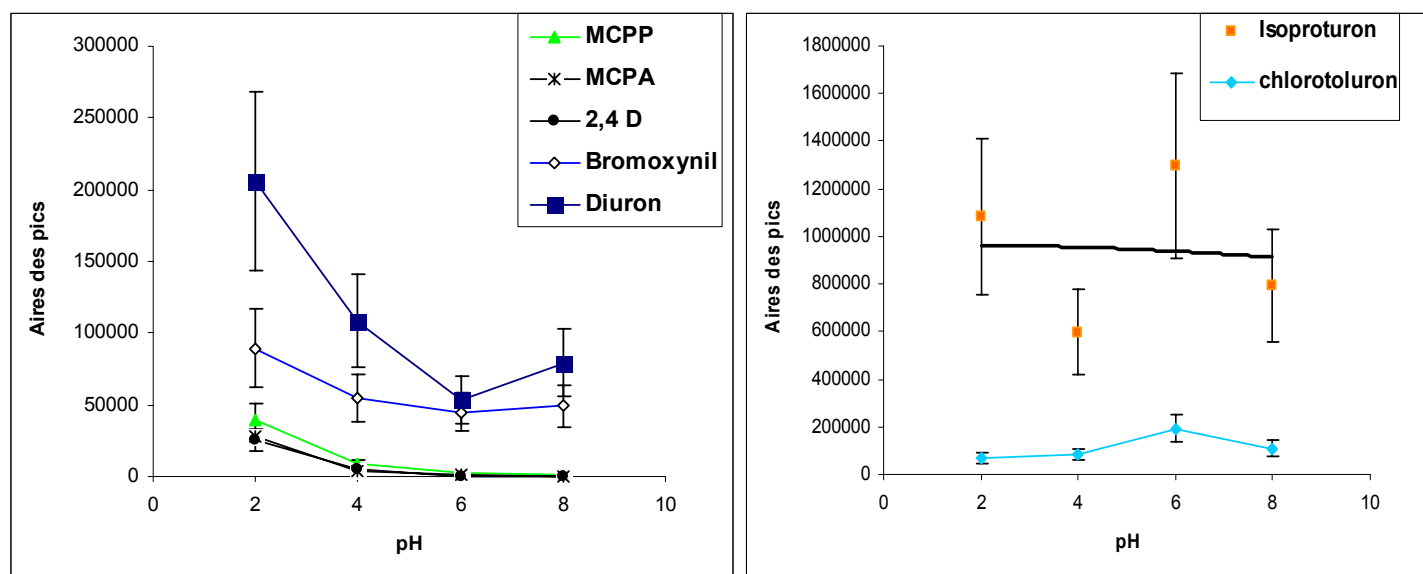 300000
250000
200000
150000
100000
50000
0
0
2
4
6
8
10
pH
Aires des pics
MCPP
MCPA
2,4 D
Bromoxynil
Diuron
1800000
1600000
1400000
1200000
1000000
800000
600000
400000
200000
0
0
2
4
6
8
10
pH
Aires des pics
Isoproturon
chlorotoluron